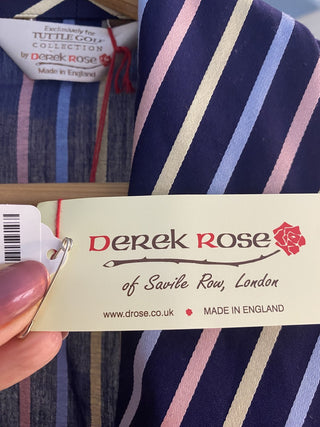 Exclusively for
TUTTLE GOLF
COLLECTION
by DEREK ROSE
Made in England
DEREK ROSE
of Savile Row, London
www.drose.co.uk MADE IN ENGLAND